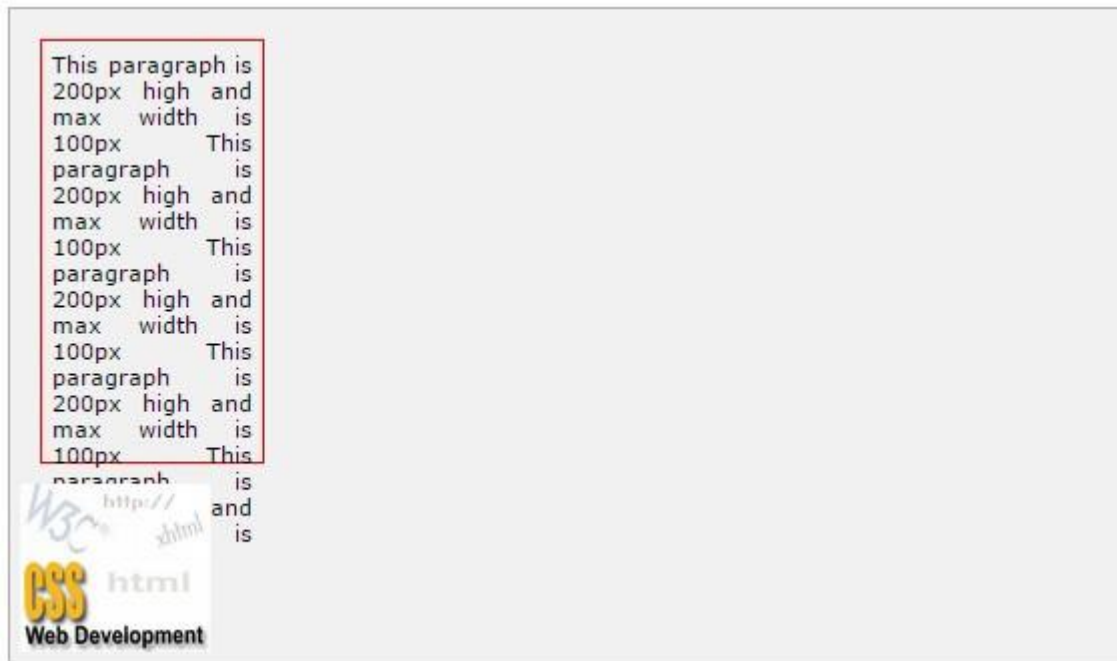 This paragraph is
200px high and
max width is
100px This
paragraph is
200px high and
max width is
100px This
paragraph is
200px high and
max width is
100px This
paragraph is
200px high and
max width is
100px This
paragraph is
and
is
W3C® http://
xhtml
CSS html
Web Development